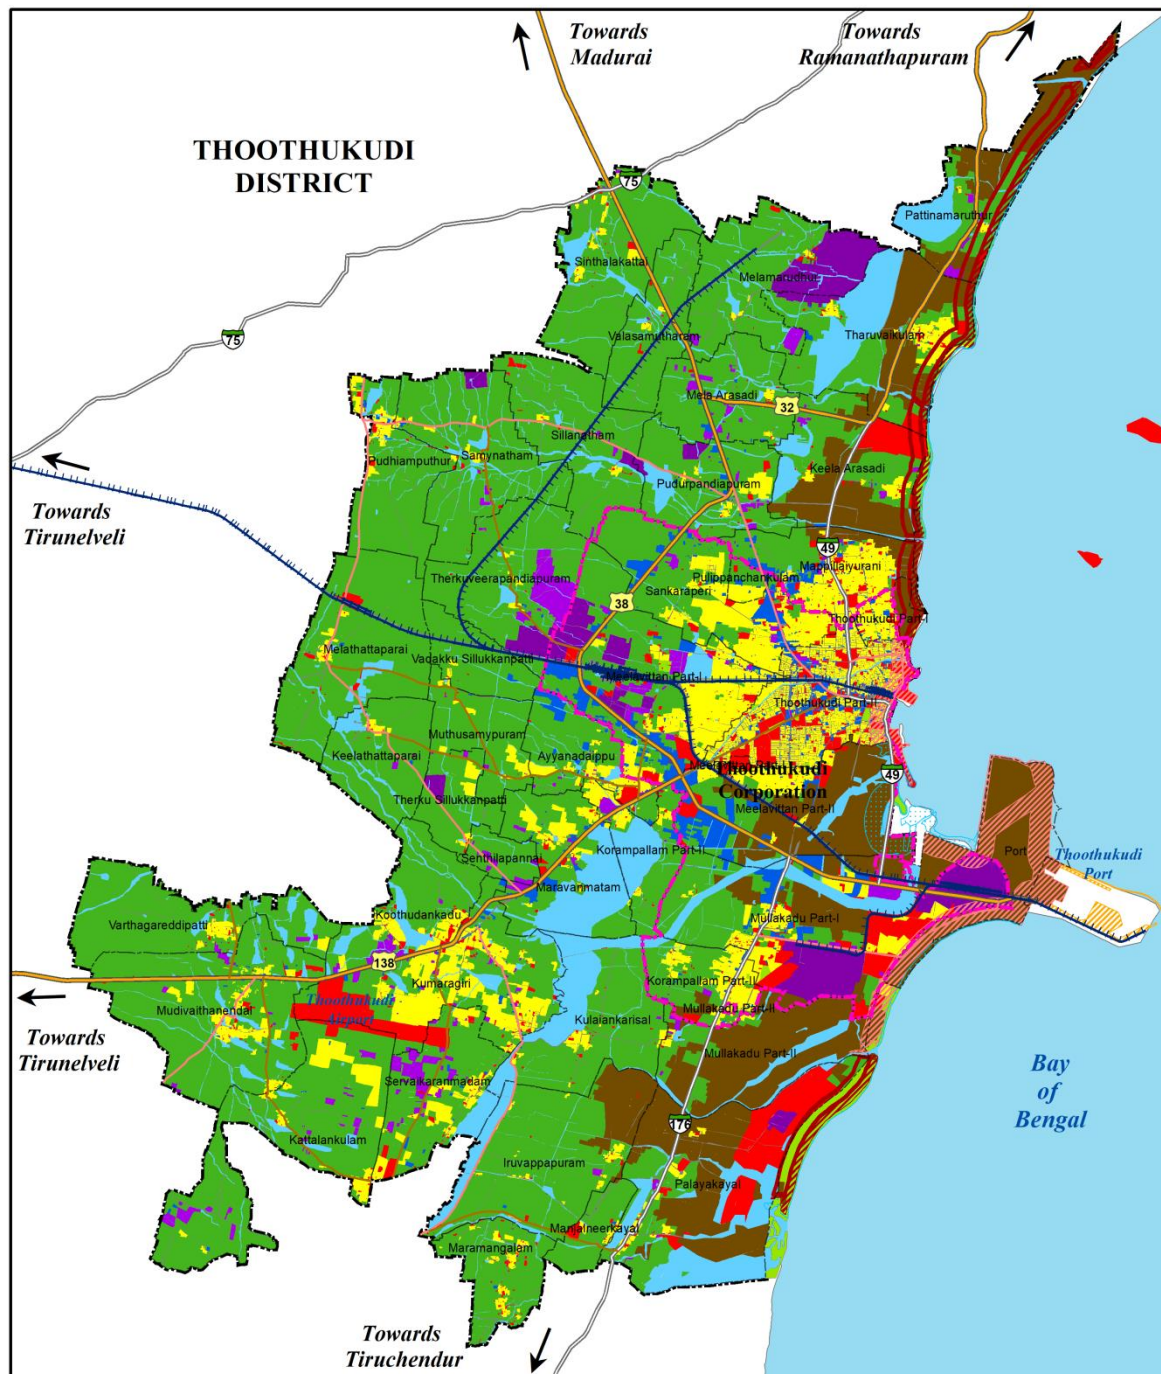 Towards
Madurai
Towards
Ramanathapuram
THOOTHUKUDI
DISTRICT
75
Pattinamaruthur
Sinthalakattai
Melamarudhur
75
Valasamutharam
Tharuvaikulam
Mela Arasadi
32
Sillanatham
Samynatham
Pudhiamputhur
Keela Arasadi
Pudurpandiapuram
Towards
Tirunelveli
49
Mappillaiyurani
Therkuveerapandiapuram
Pulippanchankulam
Sankaraperi
38
Thoothukudi Part-I
Melathattaparai
Vadakku Sillukkanpatti
Meelavittan Part-I
Thoothukudi Part-II
Muthusamypuram
Keelathattaparai
Ayyanadaippu
Thoothukudi
Corporation
49
Therku Sillukkanpatti
Meelavittan Part-II
Senthilapannai
Korampallam Part-II
Port
Thoothukudi
Port
Maravanmatam
Varthagareddipatti
Koothudankadu
Mullakadu Part-I
138
Kumaragiri
Korampallam Part-II
Mudivaithanendal
Thoothukudi
Airport
Mullakadu Part-II
Kulaiankarisal
Towards
Tirunelveli
Mullakadu Part-II
Bay
of
Bengal
Servaikaranmadam
176
Kattalankulam
Iruvappapuram
Palayakayal
Manjalneerkayal
Maramangalam
Towards
Tiruchendur